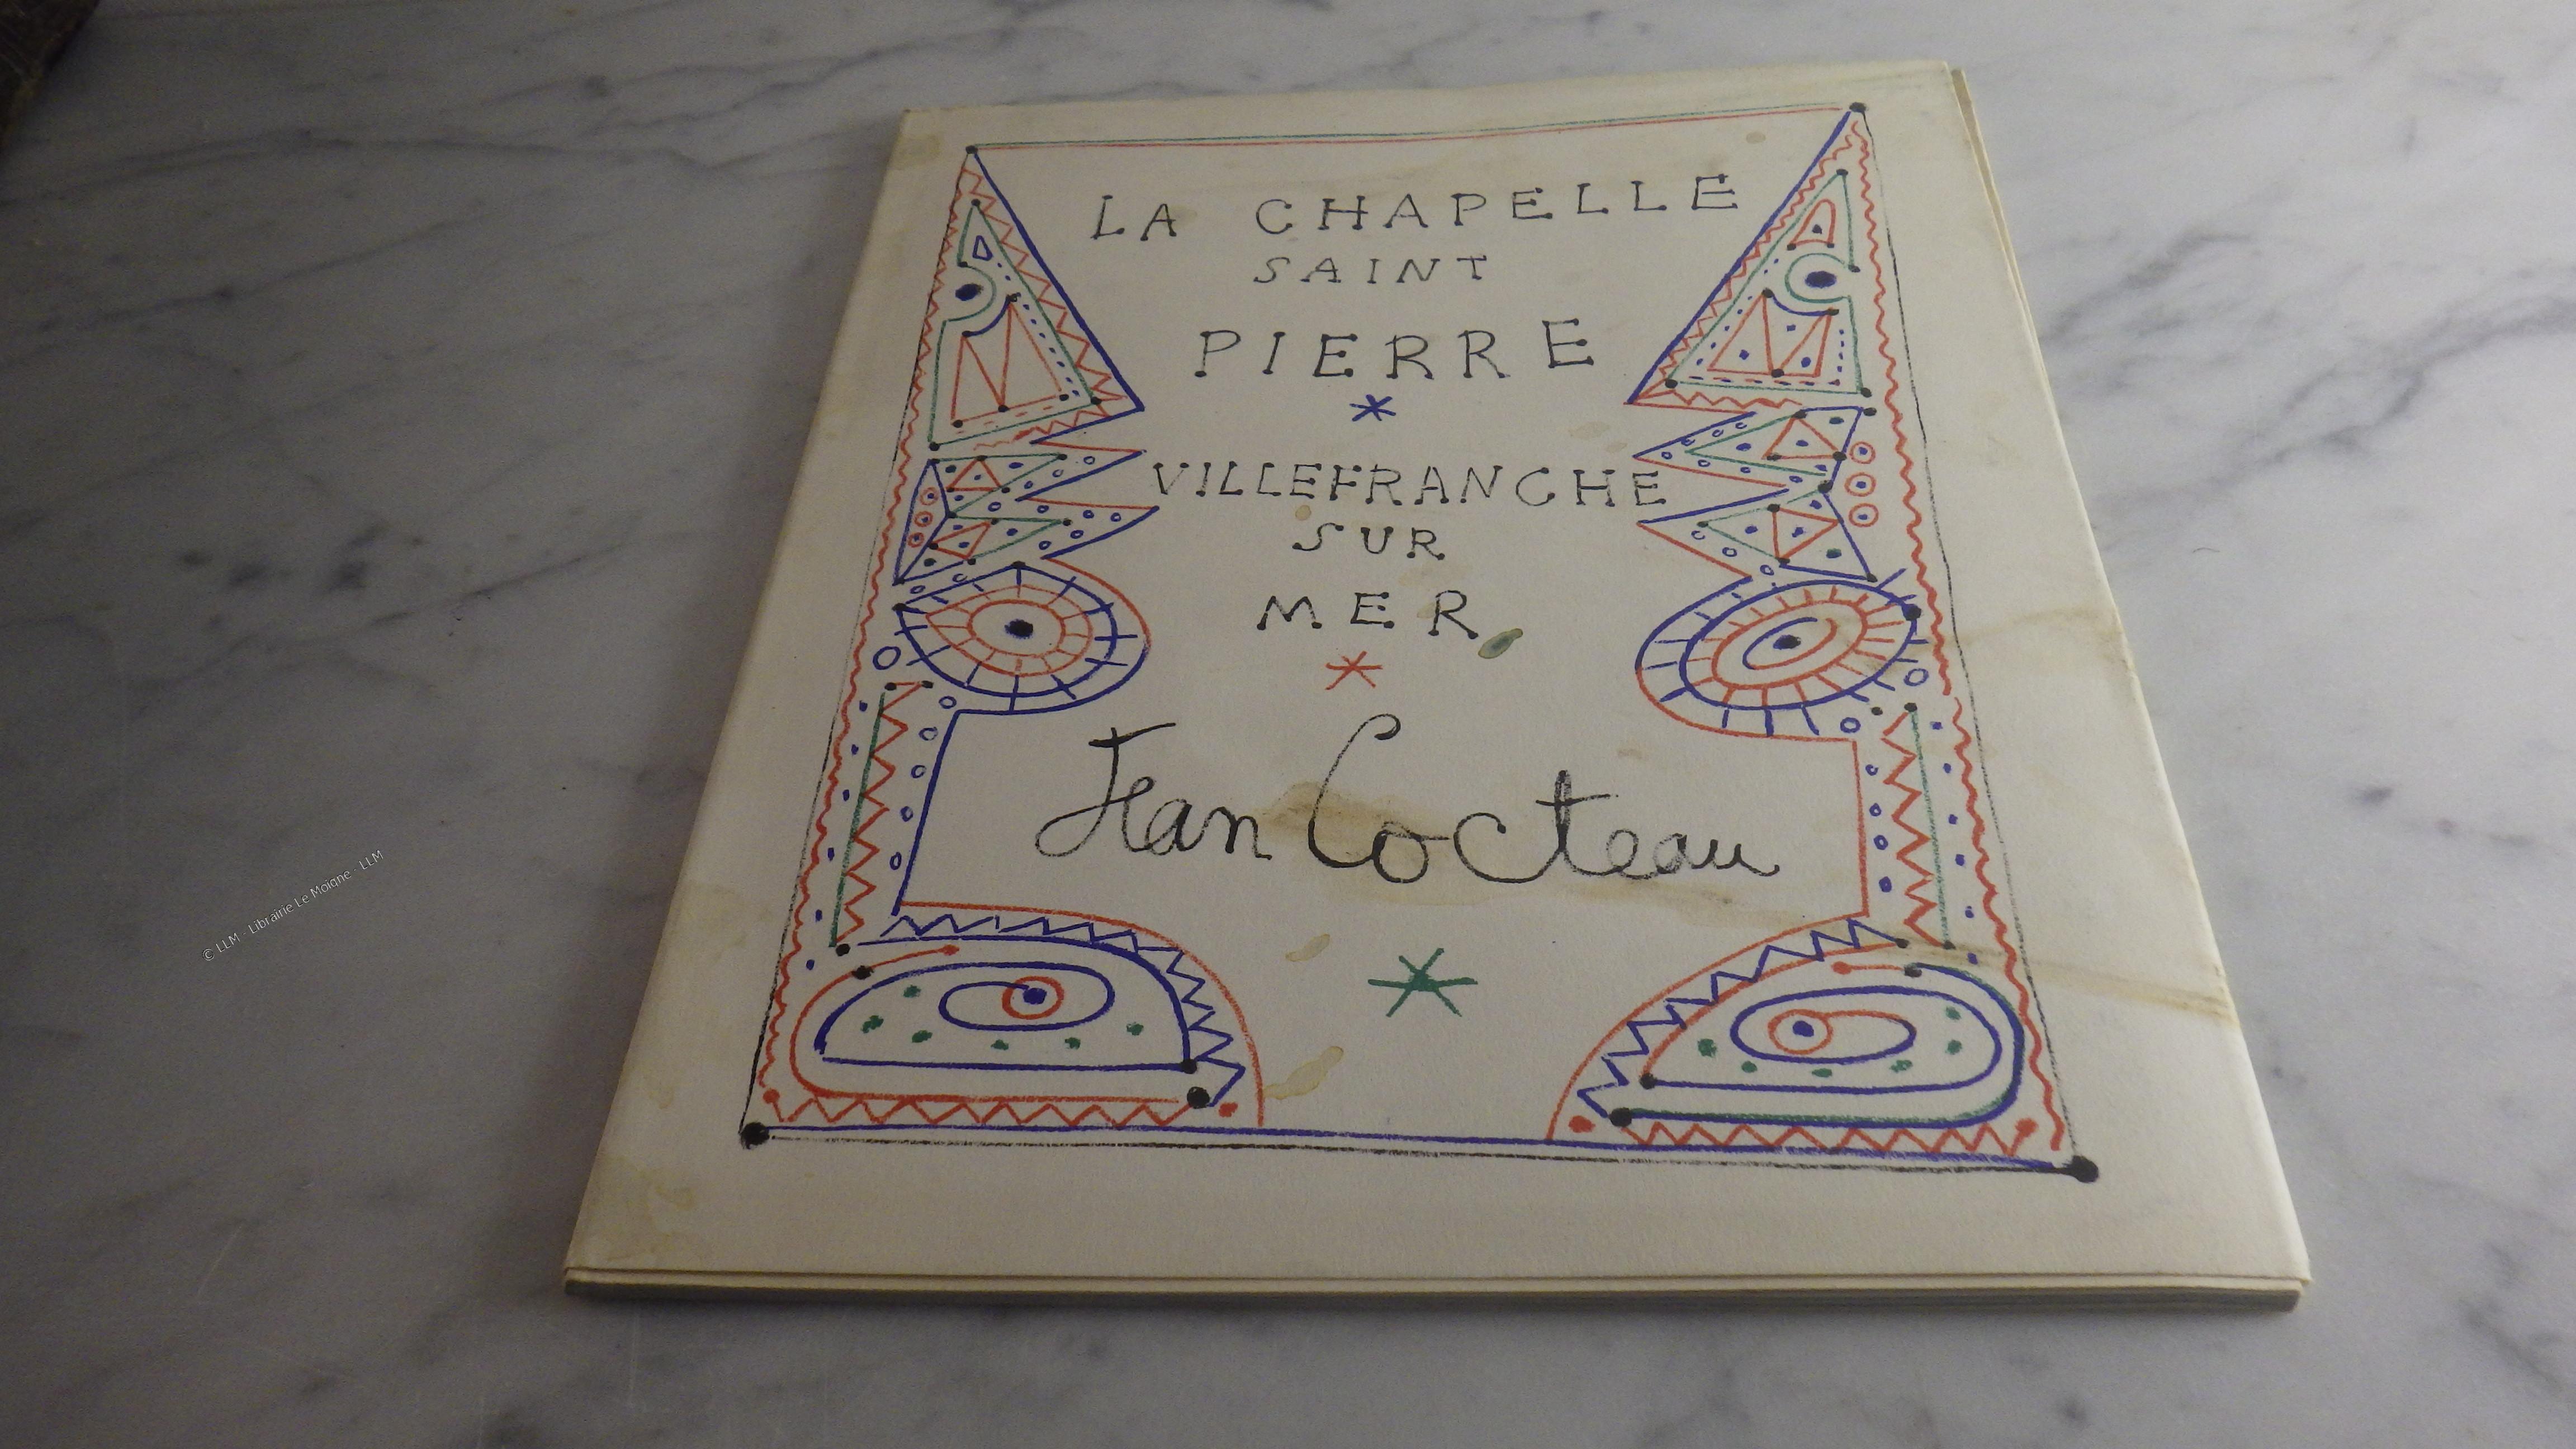 LA CHAPELLE
SAINT
PIERRE
VILLEFRANCHE
SUR
MER
Jean Cocteau
© LLM - Librairie Le Moigne - LLM